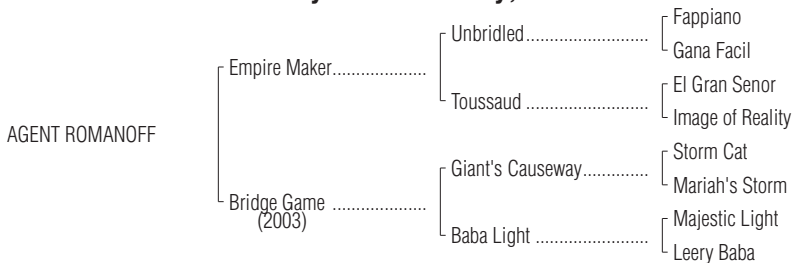 Fappiano
Unbridled........................
Gana Facil
Empire Maker...................
El Gran Senor
Toussaud ........................
Image of Reality
AGENT ROMANOFF
Storm Cat
Giant's Causeway.............
Mariah's Storm
Bridge Game ...................
(2003)
Majestic Light
Baba Light ......................
Leery Baba